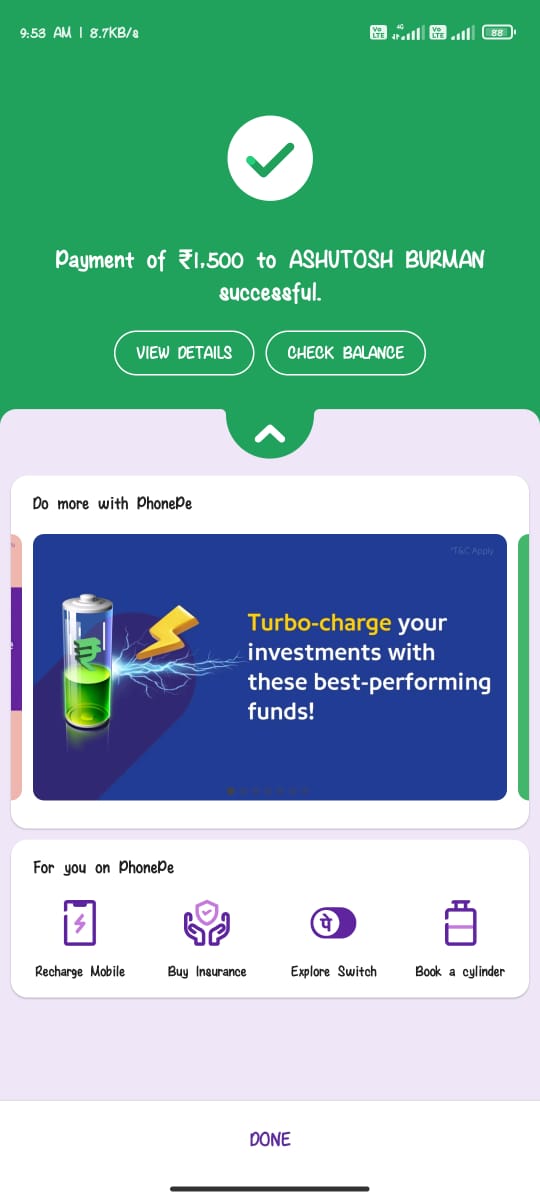 9:53 AM | 8.7KB/s
Vo LTE 4G Vo LTE 88
Payment of ₹1,500 to ASHUTOSH BURMAN
successful.
VIEW DETAILS CHECK BALANCE
Do more with PhonePe
*T&C Apply
Turbo-charge your
investments with
these best-performing
funds!
₹
For you on PhonePe
पे
Recharge Mobile Buy Insurance Explore Switch Book a cylinder
DONE